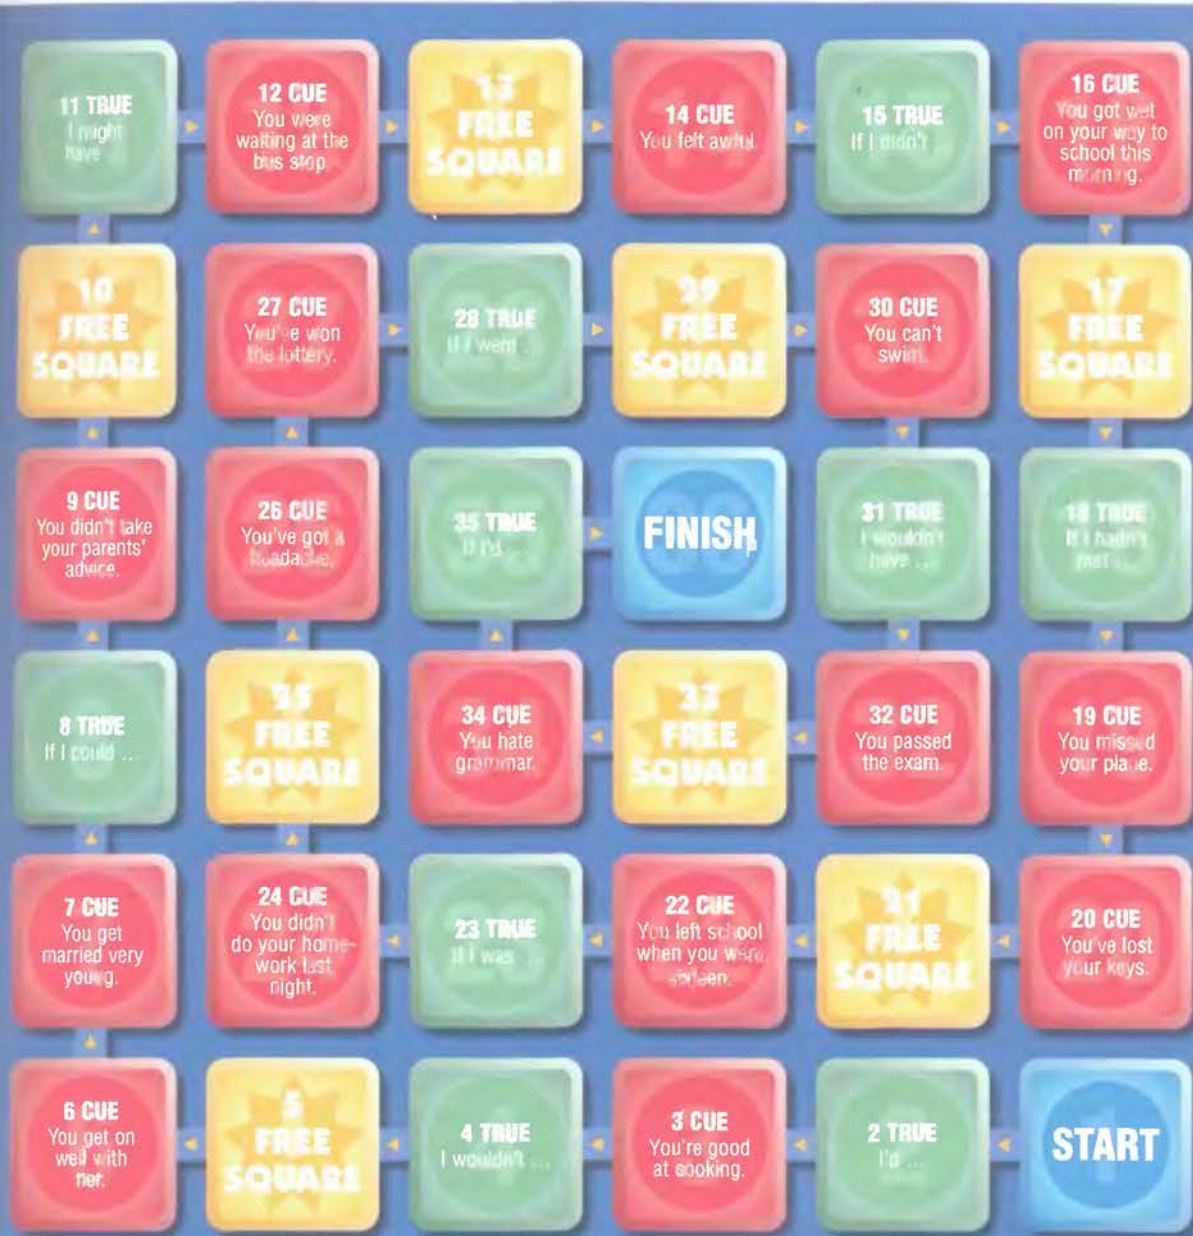 11 TRUE
I might
have ...
12 CUE
You were
waiting at the
bus stop.
13
FREE
SQUARE
14 CUE
You felt awful.
15 TRUE
If I didn't ...
16 CUE
You got wet
on your way to
school this
morning.
10
FREE
SQUARE
27 CUE
You've won
the lottery.
28 TRUE
If I went ...
29
FREE
SQUARE
30 CUE
You can't
swim.
17
FREE
SQUARE
9 CUE
You didn't take
your parents'
advice.
26 CUE
You've got a
headache.
35 TRUE
If I'd ...
FINISH
31 TRUE
I wouldn't
have ...
18 TRUE
If I hadn't
met ...
8 TRUE
If I could ...
25
FREE
SQUARE
34 CUE
You hate
grammar.
33
FREE
SQUARE
32 CUE
You passed
the exam.
19 CUE
You missed
your plane.
7 CUE
You get
married very
young.
24 CUE
You didn't
do your home-
work last
night.
23 TRUE
If I was ...
22 CUE
You left school
when you were
sixteen.
21
FREE
SQUARE
20 CUE
You've lost
your keys.
6 CUE
You get on
well with
her.
5
FREE
SQUARE
4 TRUE
I wouldn't ...
3 CUE
You're good
at cooking.
2 TRUE
I'd ...
START